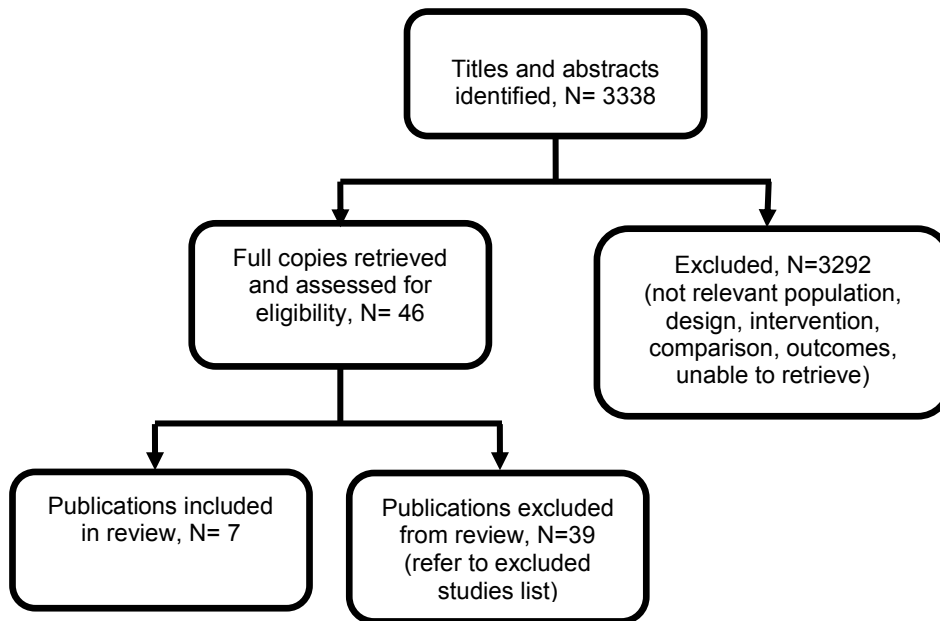 Titles and abstracts
identified, N= 3338
Full copies retrieved
and assessed for
eligibility, N= 46
Excluded, N=3292
(not relevant population,
design, intervention,
comparison, outcomes,
unable to retrieve)
Publications included
in review, N= 7
Publications excluded
from review, N=39
(refer to excluded
studies list)